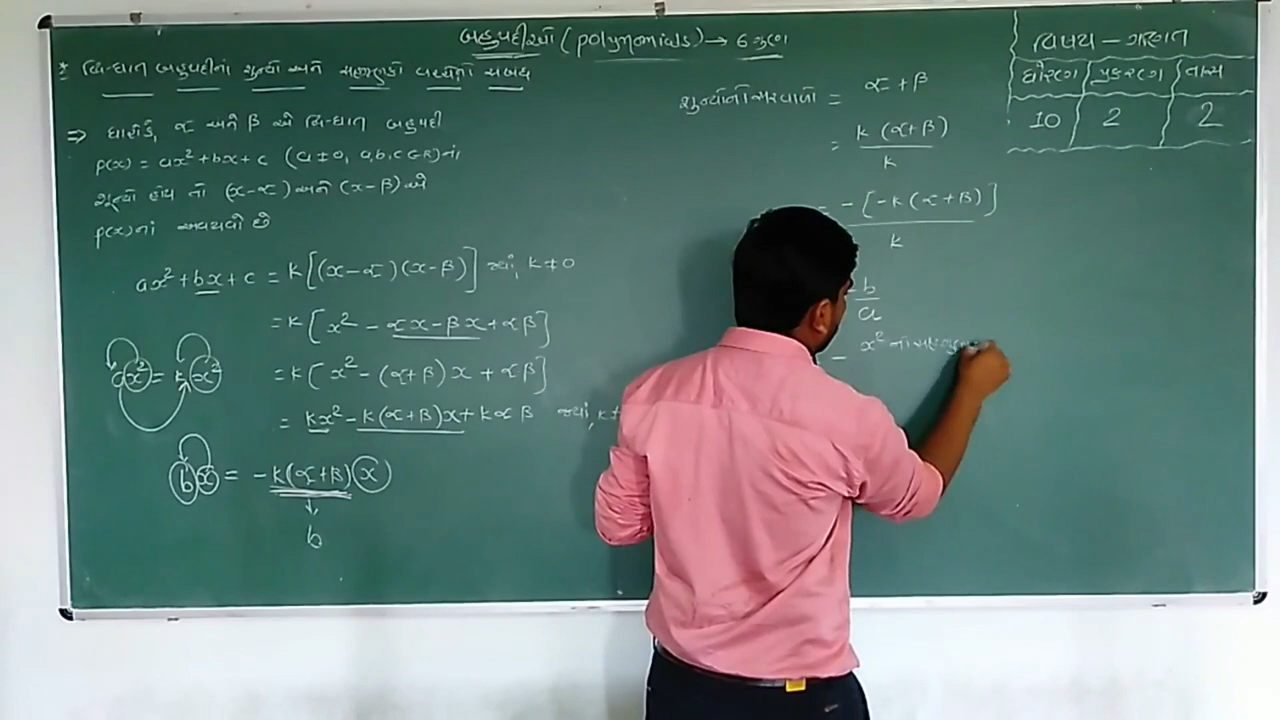 બહુપદીઓ (polynomials) → 6 ગુણ
* દ્વિઘાત બહુપદીનાં શૂન્યો અને સહગુણકો વચ્ચેનો સંબંધ
⇒ ધારોકે, α અને β એ દ્વિઘાત બહુપદી
p(x) = ax² + bx + c (a ≠ 0, a,b,c ∈ R) નાં
શૂન્યો હોય તો (x-α) અને (x-β) એ
p(x)નાં અવયવો છે
ax² + bx + c = k[(x-α)(x-β)] જ્યાં, k ≠ 0
= k[x² - αx - βx + αβ]
= k[x² - (α+β)x + αβ]
= kx² - k(α+β)x + kαβ જ્યાં, k ≠
ax² = kx²
bx = -k(α+β)x
↓
b
શૂન્યોનો સરવાળો = α + β
= k(α+β)
k
= -[-k(α+β)]
k
-b
a
- x² નો સહગુણ
વિષય - ગણિત
ધોરણ પ્રકરણ તાસ
10 2 2